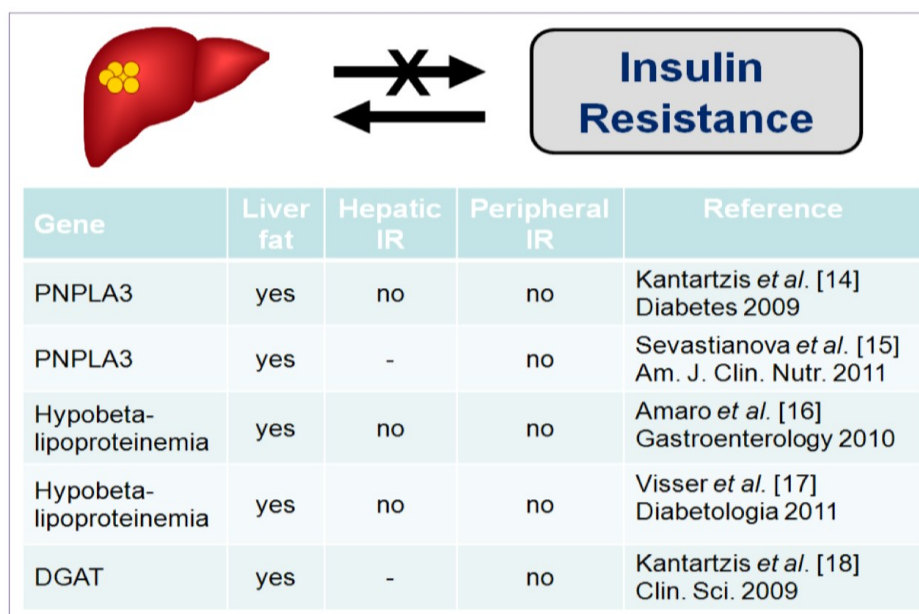 Insulin
Resistance
Gene
Liver
fat
Hepatic
IR
Peripheral
IR
Reference
PNPLA3
yes
no
no
Kantartzis et al. [14]
Diabetes 2009
PNPLA3
yes
-
no
Sevastianova et al. [15]
Am. J. Clin. Nutr. 2011
Hypobeta-
lipoproteinemia
yes
no
no
Amaro et al. [16]
Gastroenterology 2010
Hypobeta-
lipoproteinemia
yes
no
no
Visser et al. [17]
Diabetologia 2011
DGAT
yes
-
no
Kantartzis et al. [18]
Clin. Sci. 2009